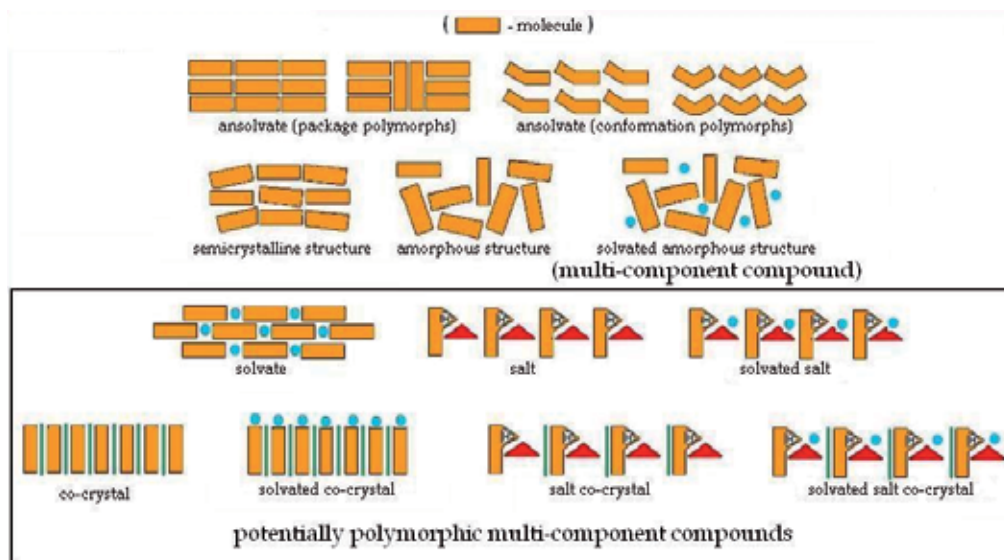 ( - molecule )
ansolvate (package polymorphs)
ansolvate (conformation polymorphs)
semicrystalline structure
amorphous structure
solvated amorphous structure
(multi-component compound)
solvate
salt
solvated salt
co-crystal
solvated co-crystal
salt co-crystal
solvated salt co-crystal
potentially polymorphic multi-component compounds